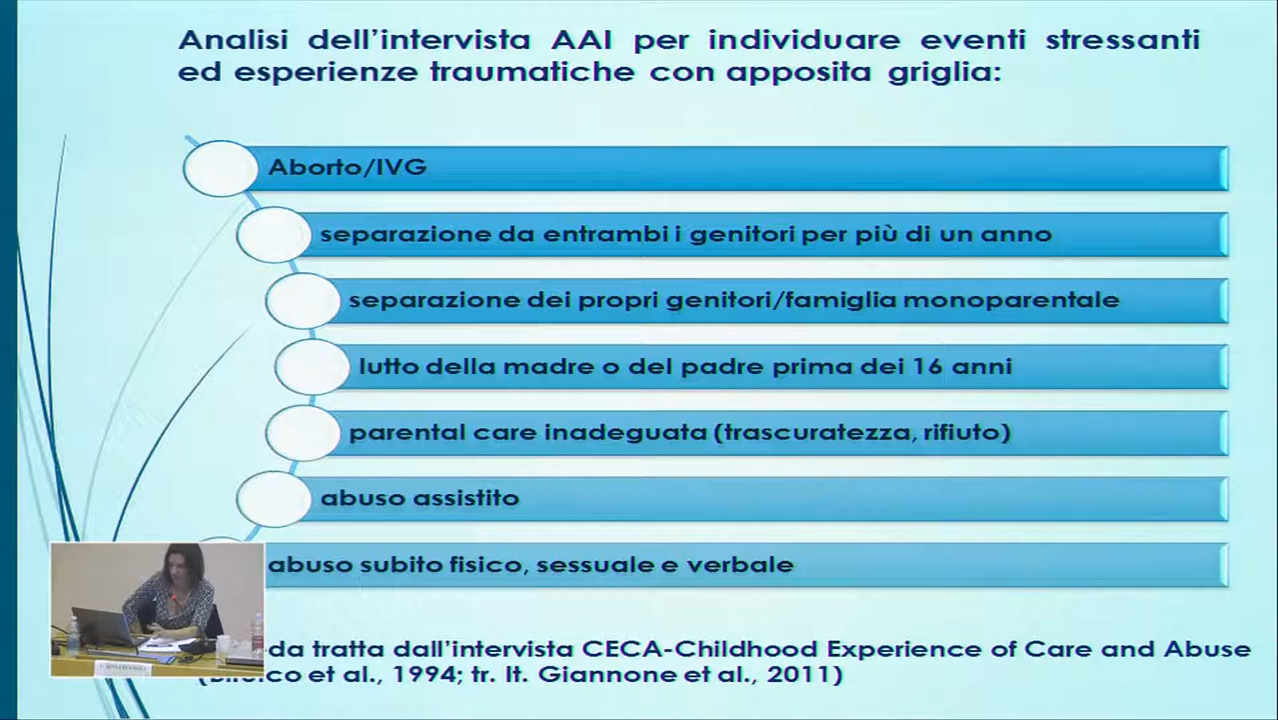 Analisi dell'intervista AAI per individuare eventi stressanti
ed esperienze traumatiche con apposita griglia:
Aborto/IVG
separazione da entrambi i genitori per più di un anno
separazione dei propri genitori/famiglia monoparentale
lutto della madre o del padre prima dei 16 anni
parental care inadeguata (trascuratezza, rifiuto)
abuso assistito
abuso subito fisico, sessuale e verbale
tratta dall'intervista CECA-Childhood Experience of Care and Abuse
et al., 1994; tr. It. Giannone et al., 2011)